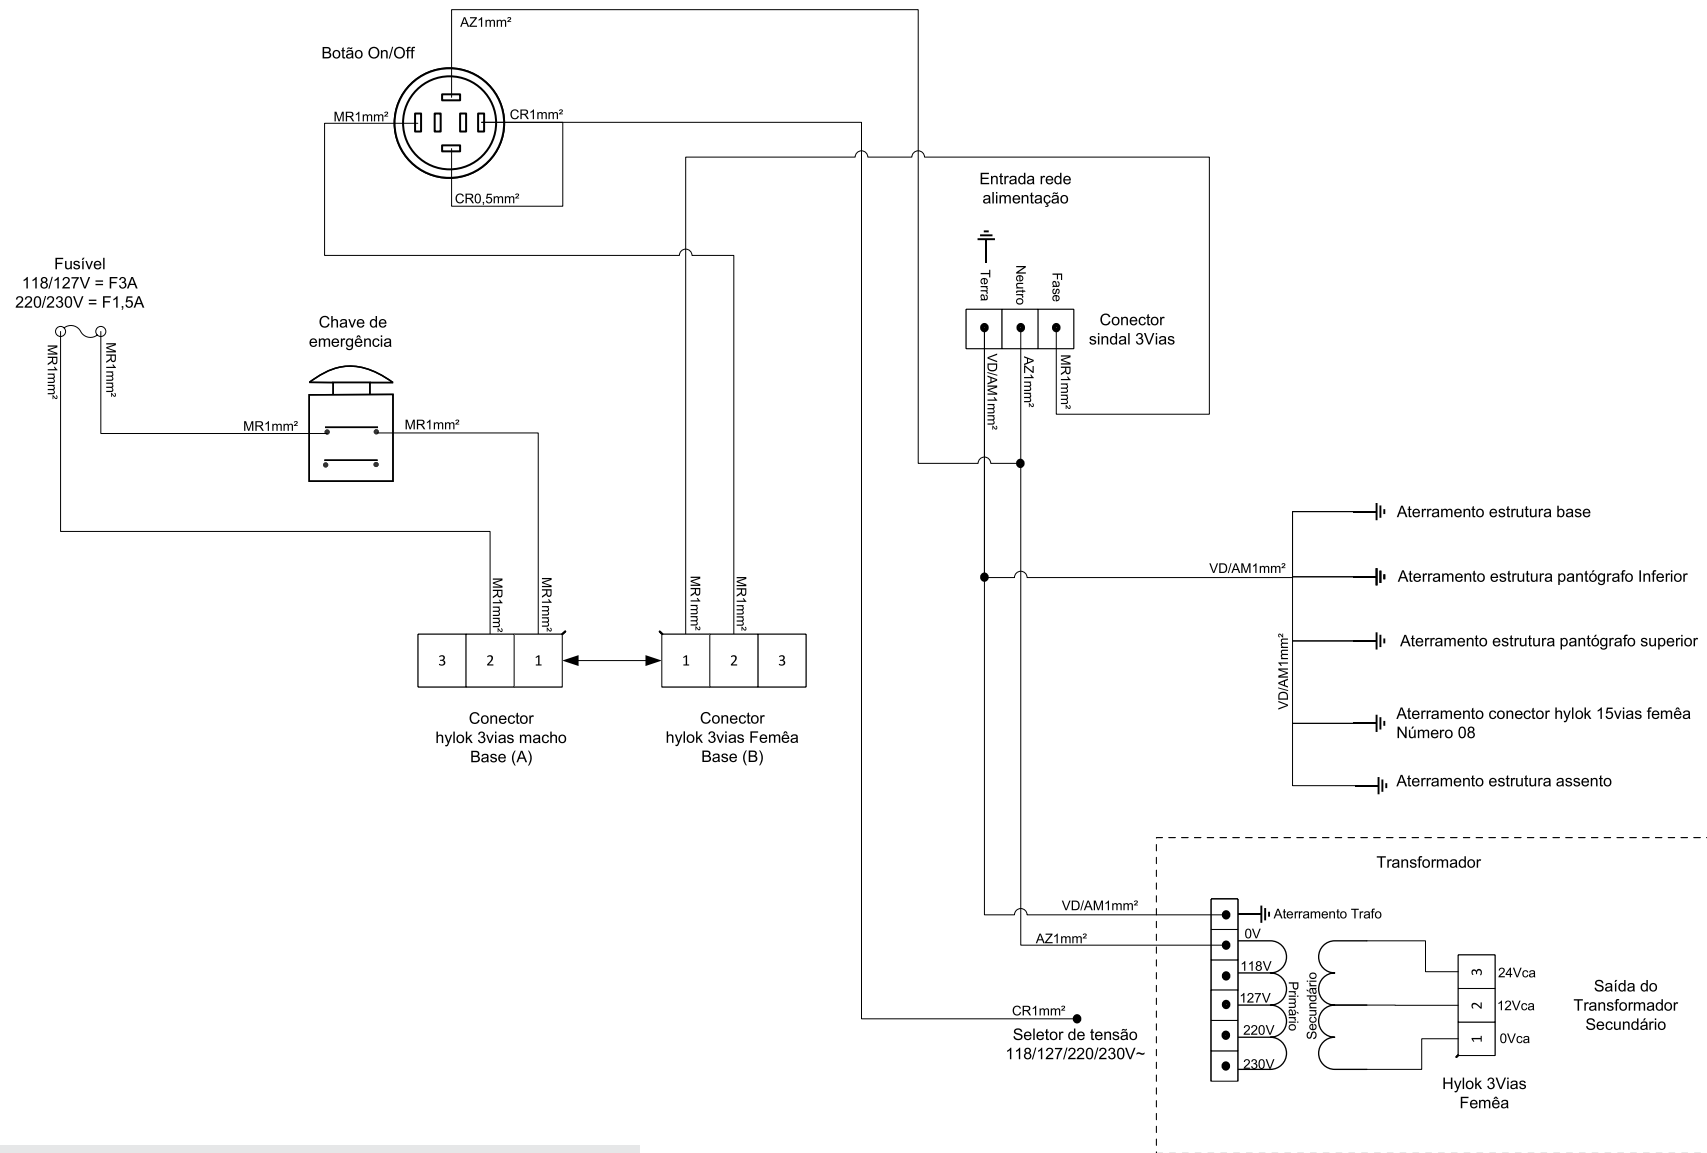 AZ1mm²
Botão On/Off
MR1mm²
CR1mm²
CR0,5mm²
Entrada rede
alimentação
Terra
Neutro
Fase
Conector
sindal 3Vias
VD/AM1mm²
AZ1mm²
MR1mm²
Fusível
118/127V = F3A
220/230V = F1,5A
MR1mm²
MR1mm²
Chave de
emergência
MR1mm²
MR1mm²
MR1mm²
MR1mm²
MR1mm²
MR1mm²
3
2
1
1
2
3
Conector
hylok 3vias macho
Base (A)
Conector
hylok 3vias Femêa
Base (B)
VD/AM1mm²
VD/AM1mm²
Aterramento estrutura base
Aterramento estrutura pantógrafo Inferior
Aterramento estrutura pantógrafo superior
Aterramento conector hylok 15vias femêa
Número 08
Aterramento estrutura assento
Transformador
VD/AM1mm²
Aterramento Trafo
AZ1mm²
0V
118V
127V
220V
230V
Primário
Secundário
3
2
1
24Vca
12Vca
0Vca
Saída do
Transformador
Secundário
Hylok 3Vias
Femêa
CR1mm²
Seletor de tensão
118/127/220/230V~